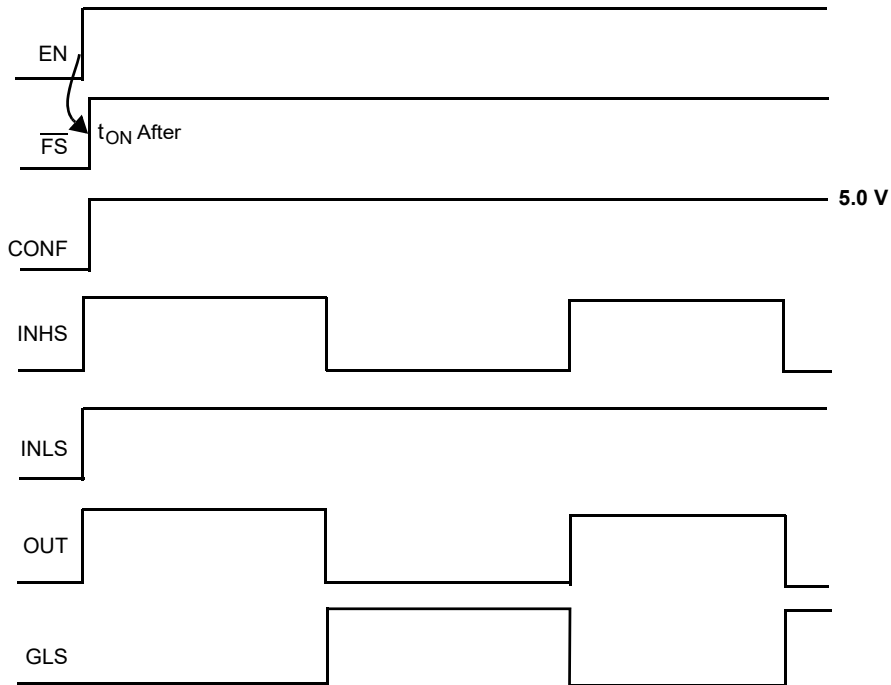 EN
FS
tON After
5.0 V
CONF
INHS
INLS
OUT
GLS